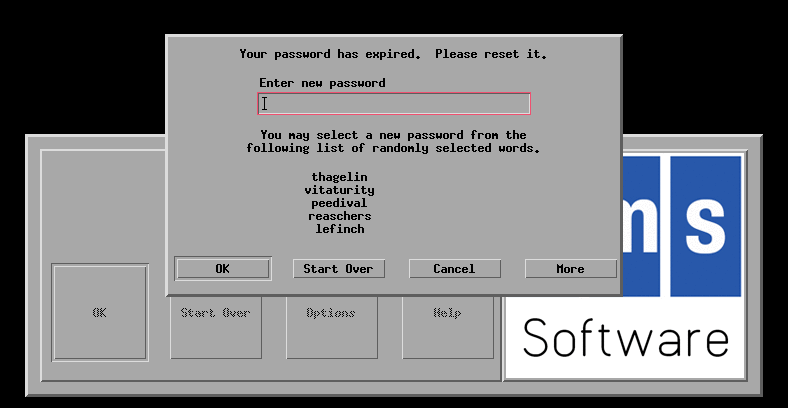 Your password has expired.  Please reset it.
Enter new password
You may select a new password from the
following list of randomly selected words.
thagelin
vitaturity
peedival
reaschers
lefinch
OK
Start Over
Cancel
More
OK
Start Over
Options
Help
ms
Software